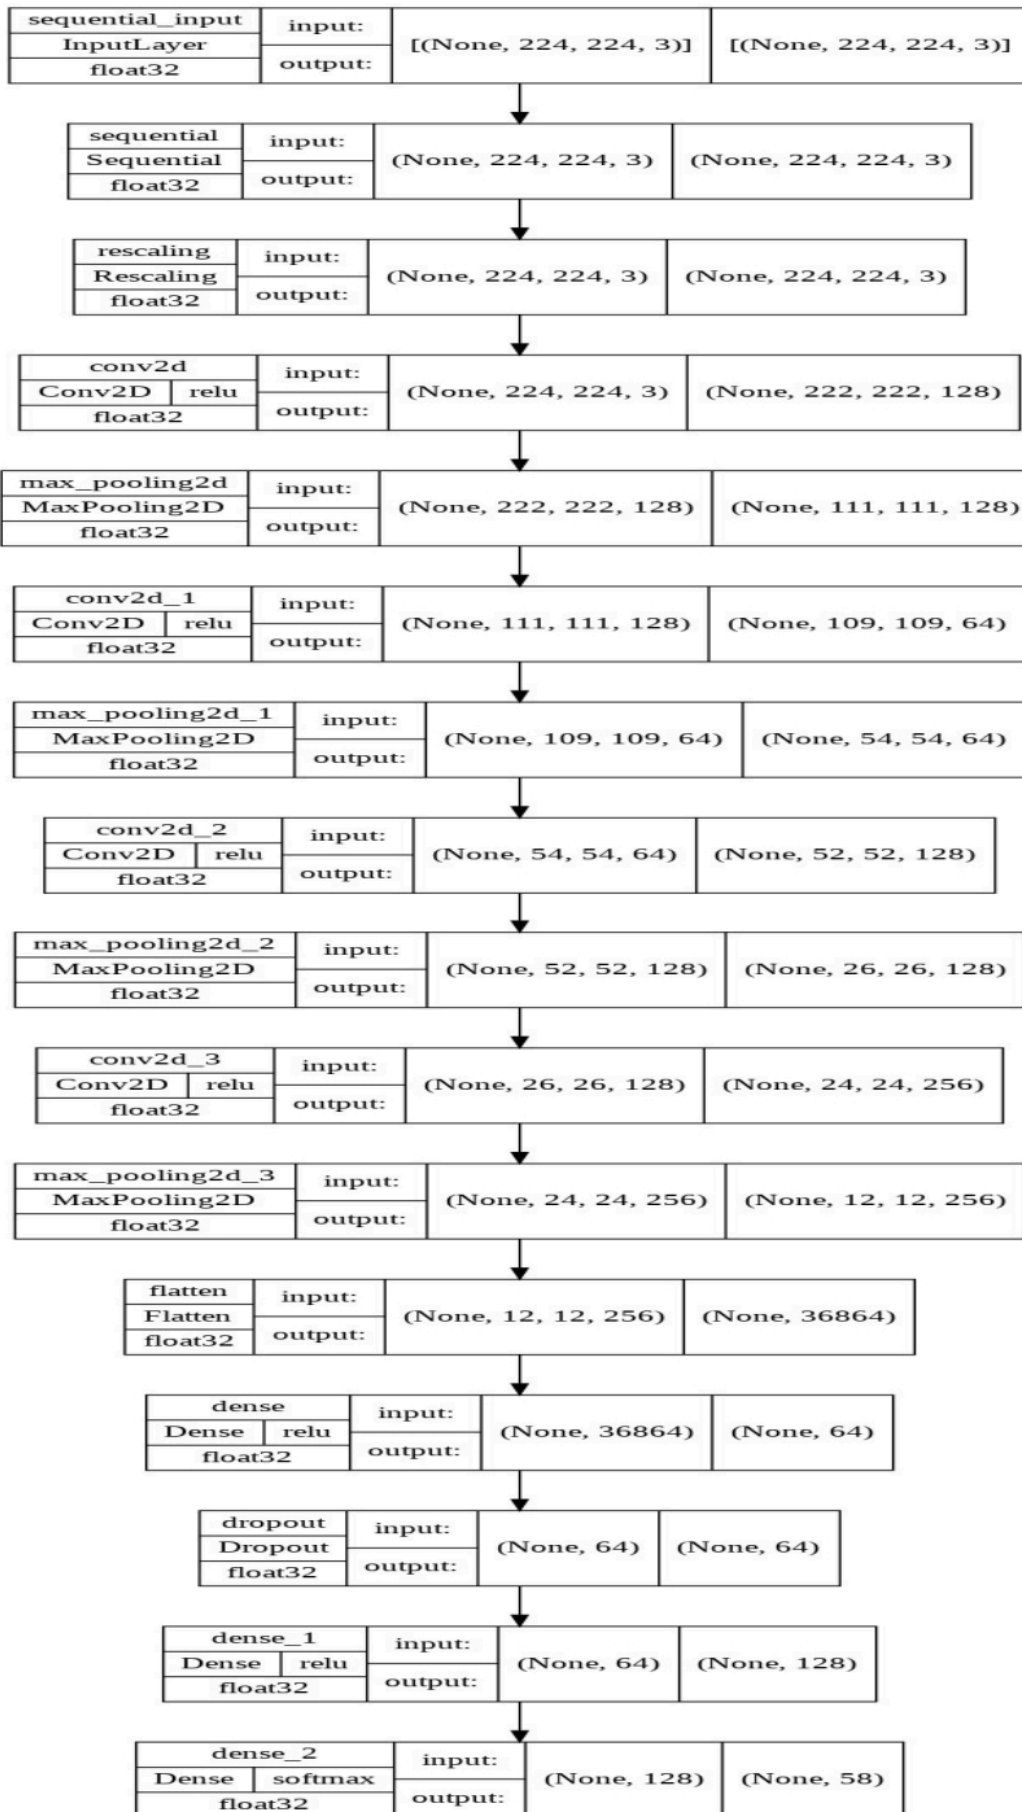 sequential_input
InputLayer
float32
input:
output:
[(None, 224, 224, 3)]
[(None, 224, 224, 3)]
sequential
Sequential
float32
input:
output:
(None, 224, 224, 3)
(None, 224, 224, 3)
rescaling
Rescaling
float32
input:
output:
(None, 224, 224, 3)
(None, 224, 224, 3)
conv2d
Conv2D relu
float32
input:
output:
(None, 224, 224, 3)
(None, 222, 222, 128)
max_pooling2d
MaxPooling2D
float32
input:
output:
(None, 222, 222, 128)
(None, 111, 111, 128)
conv2d_1
Conv2D relu
float32
input:
output:
(None, 111, 111, 128)
(None, 109, 109, 64)
max_pooling2d_1
MaxPooling2D
float32
input:
output:
(None, 109, 109, 64)
(None, 54, 54, 64)
conv2d_2
Conv2D relu
float32
input:
output:
(None, 54, 54, 64)
(None, 52, 52, 128)
max_pooling2d_2
MaxPooling2D
float32
input:
output:
(None, 52, 52, 128)
(None, 26, 26, 128)
conv2d_3
Conv2D relu
float32
input:
output:
(None, 26, 26, 128)
(None, 24, 24, 256)
max_pooling2d_3
MaxPooling2D
float32
input:
output:
(None, 24, 24, 256)
(None, 12, 12, 256)
flatten
Flatten
float32
input:
output:
(None, 12, 12, 256)
(None, 36864)
dense
Dense relu
float32
input:
output:
(None, 36864)
(None, 64)
dropout
Dropout
float32
input:
output:
(None, 64)
(None, 64)
dense_1
Dense relu
float32
input:
output:
(None, 64)
(None, 128)
dense_2
Dense softmax
float32
input:
output:
(None, 128)
(None, 58)